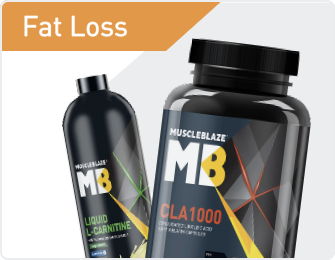 Fat Loss
MUSCLEBLAZE
MB
LIQUID
L-CARNITINE
MUSCLEBLAZE
MB
CLA1000